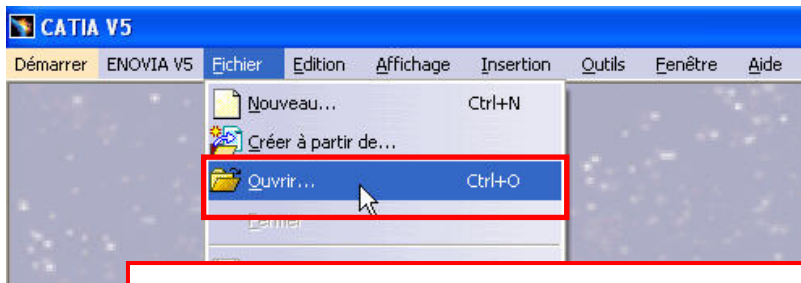 CATIA V5
Démarrer ENOVIA V5 Fichier Edition Affichage Insertion Outils Fenêtre Aide
Nouveau... Ctrl+N
Créer à partir de...
Ouvrir... Ctrl+O
Fermer